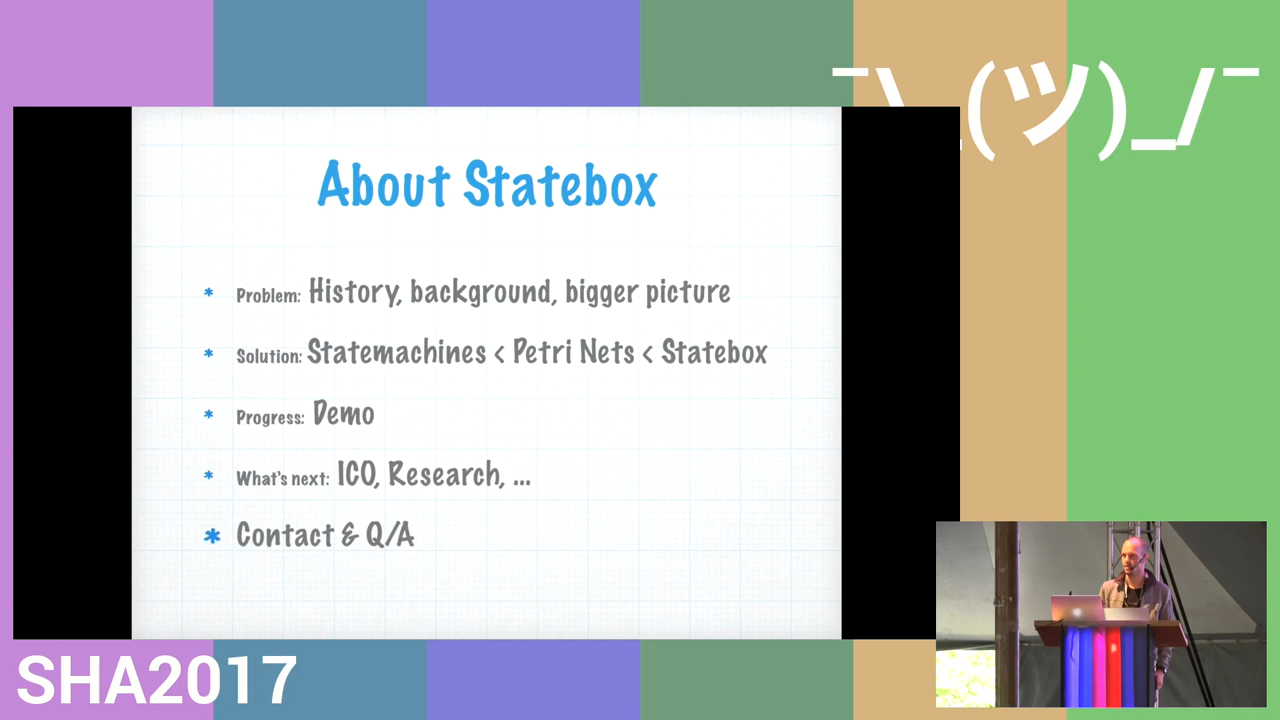 ¯\_(ツ)_/¯
About Statebox
* Problem: History, background, bigger picture
* Solution: Statemachines < Petri Nets < Statebox
* Progress: Demo
* What's next: ICO, Research, ...
* Contact & Q/A
SHA2017